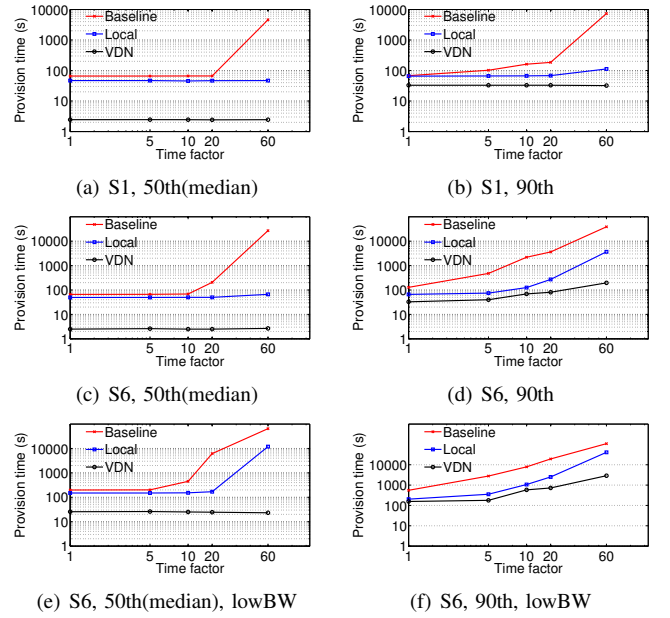 Provision time (s)
10000
1000
100
10
1
Baseline
Local
VDN
1 5 10 20 60
Time factor
(a) S1, 50th(median)
Provision time (s)
10000
1000
100
10
1
Baseline
Local
VDN
1 5 10 20 60
Time factor
(b) S1, 90th
Provision time (s)
10000
1000
100
10
1
Baseline
Local
VDN
1 5 10 20 60
Time factor
(c) S6, 50th(median)
Provision time (s)
10000
1000
100
10
1
Baseline
Local
VDN
1 5 10 20 60
Time factor
(d) S6, 90th
Provision time (s)
10000
1000
100
10
1
Baseline
Local
VDN
1 5 10 20 60
Time factor
(e) S6, 50th(median), lowBW
Provision time (s)
10000
1000
100
1
Baseline
Local
VDN
1 5 10 20 60
Time factor
(f) S6, 90th, lowBW